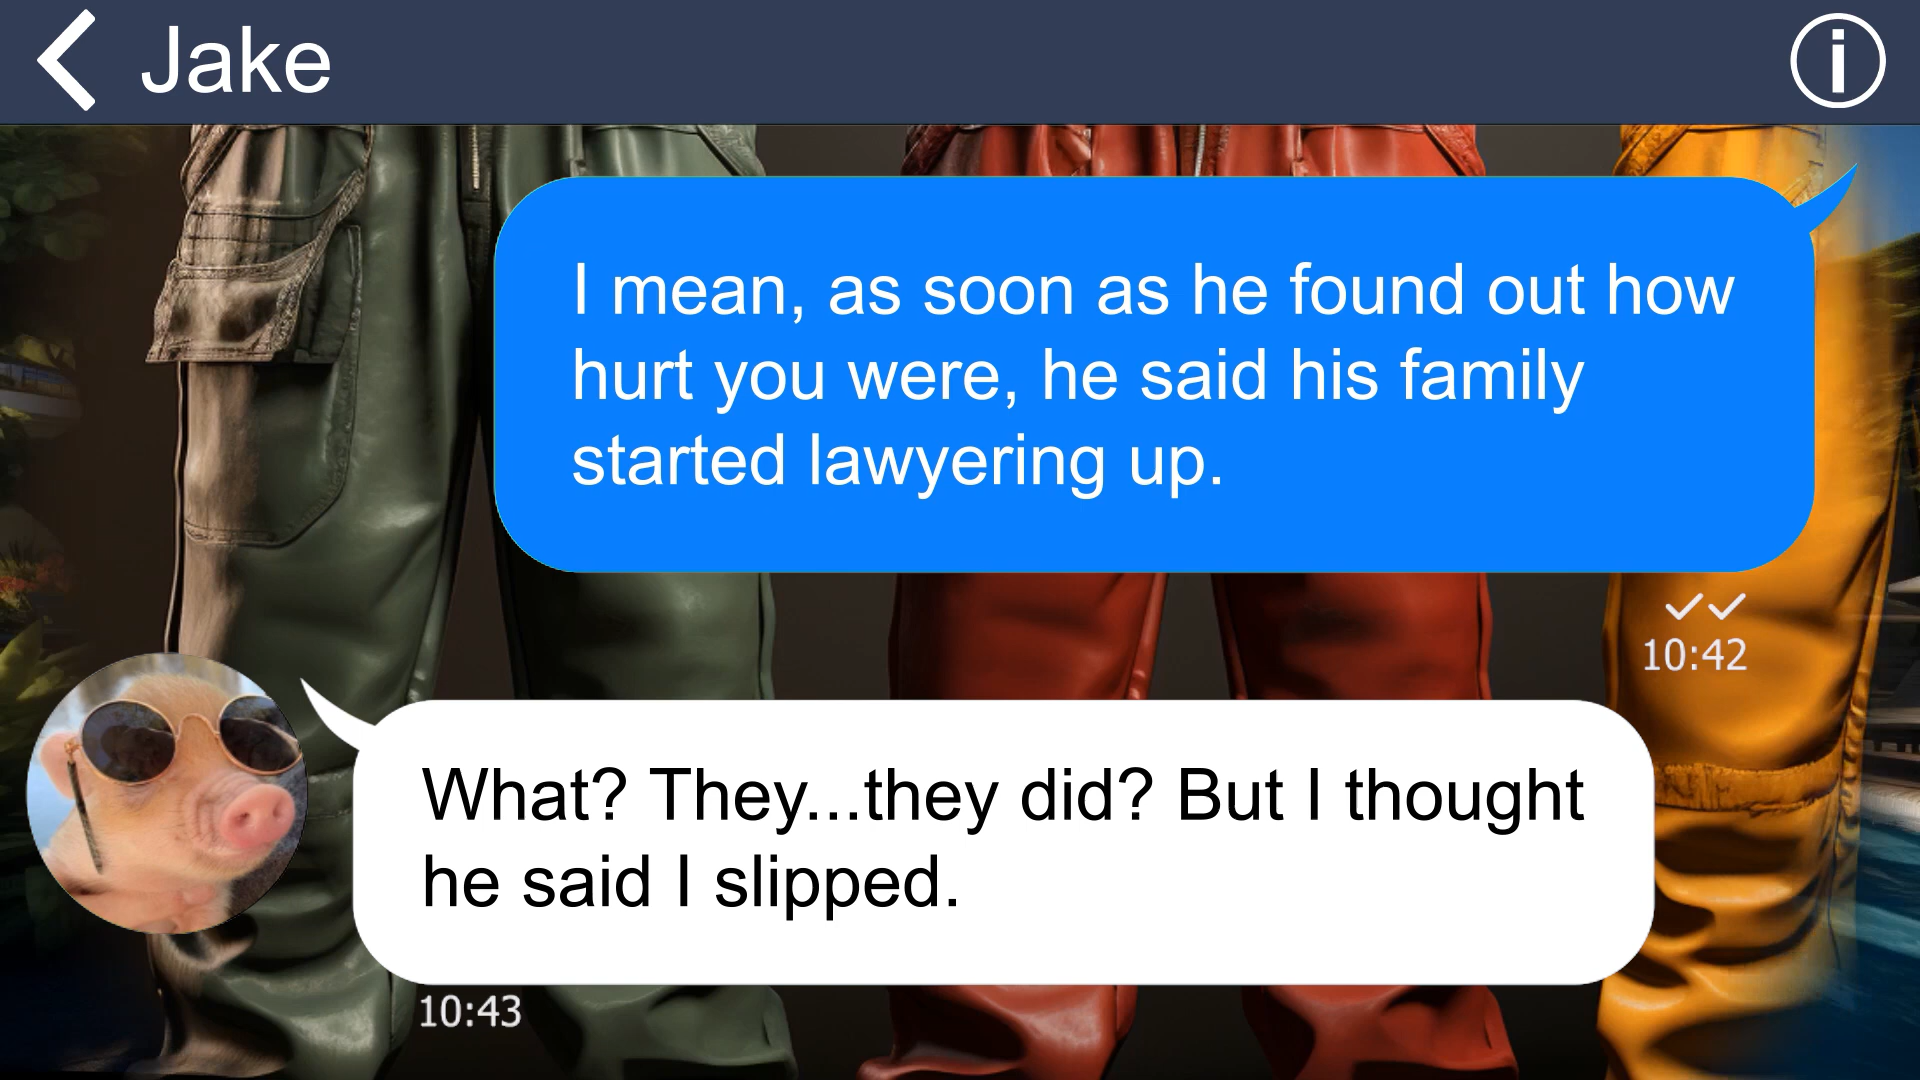 Jake
I mean, as soon as he found out how
hurt you were, he said his family
started lawyering up.
10:42
What? They...they did? But I thought
he said I slipped.
10:43